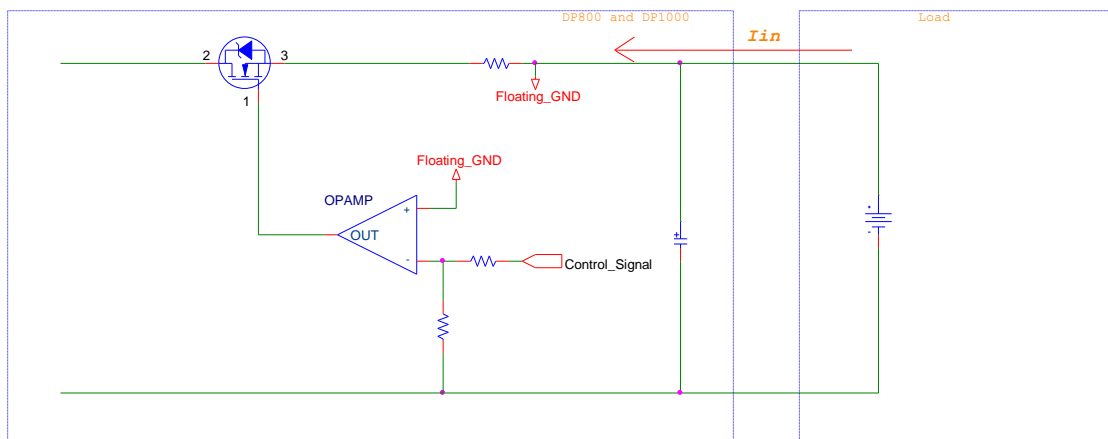 DP800 and DP1000
Load
Iin
2
3
1
Floating_GND
Floating_GND
OPAMP
+
OUT
-
Control_Signal
+
-